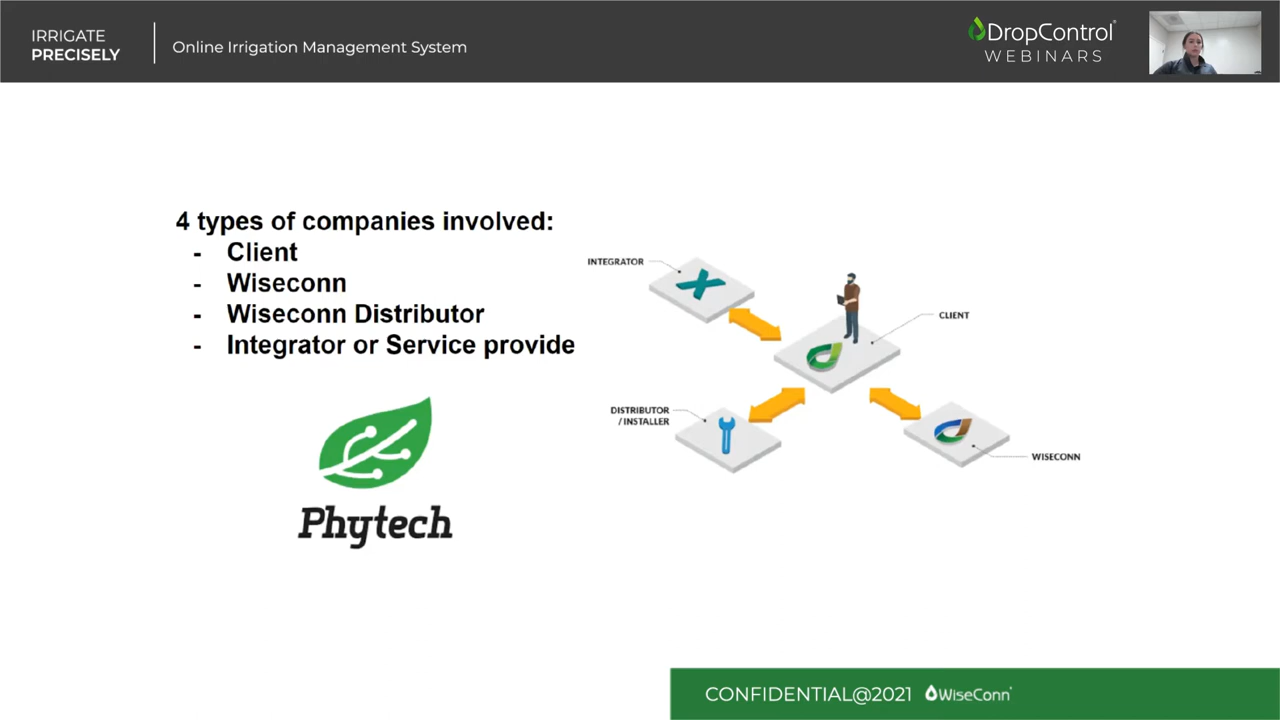 IRRIGATE
PRECISELY
Online Irrigation Management System
DropControl®
WEBINARS
4 types of companies involved:
- Client
- Wiseconn
- Wiseconn Distributor
- Integrator or Service provide
Phytech
INTEGRATOR
CLIENT
DISTRIBUTOR
/ INSTALLER
WISECONN
CONFIDENTIAL@2021
WiseConn®